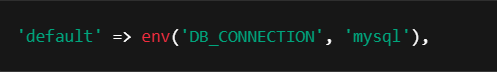 'default' => env('DB_CONNECTION', 'mysql'),